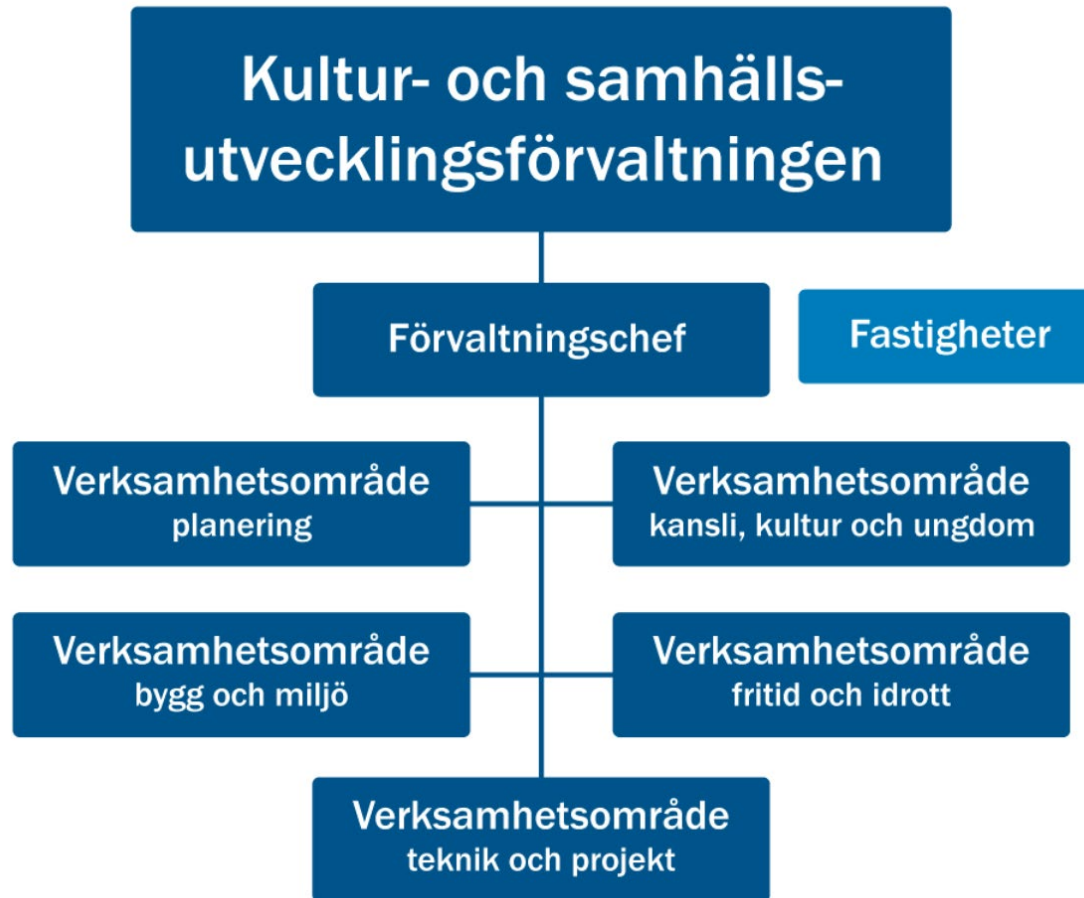 Kultur- och samhälls-
utvecklingsförvaltningen
Förvaltningschef
Fastigheter
Verksamhetsområde
planering
Verksamhetsområde
kansli, kultur och ungdom
Verksamhetsområde
bygg och miljö
Verksamhetsområde
fritid och idrott
Verksamhetsområde
teknik och projekt